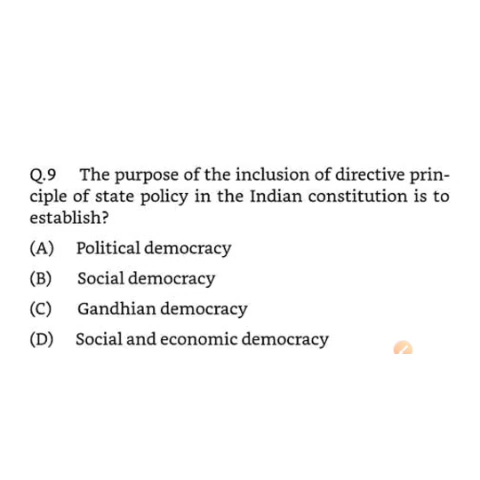 Q.9 The purpose of the inclusion of directive prin-
ciple of state policy in the Indian constitution is to
establish?
(A) Political democracy
(B) Social democracy
(C) Gandhian democracy
(D) Social and economic democracy